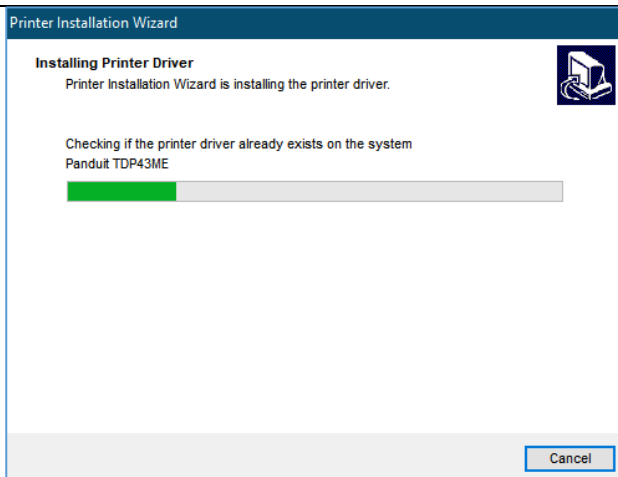 Printer Installation Wizard
Installing Printer Driver
Printer Installation Wizard is installing the printer driver.
Checking if the printer driver already exists on the system
Panduit TDP43ME
Cancel